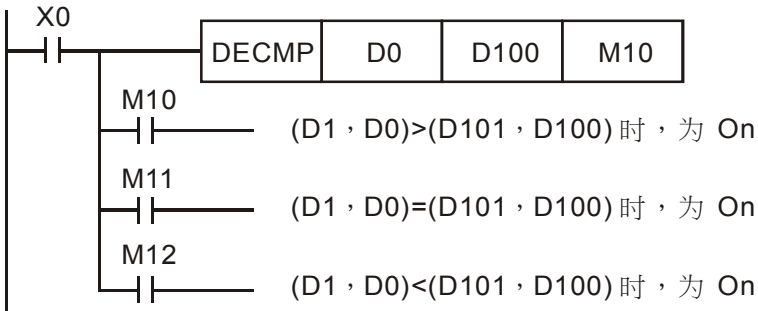 X0
DECMP D0 D100 M10
M10
(D1，D0)>(D101，D100) 时，为 On
M11
(D1，D0)=(D101，D100) 时，为 On
M12
(D1，D0)<(D101，D100) 时，为 On